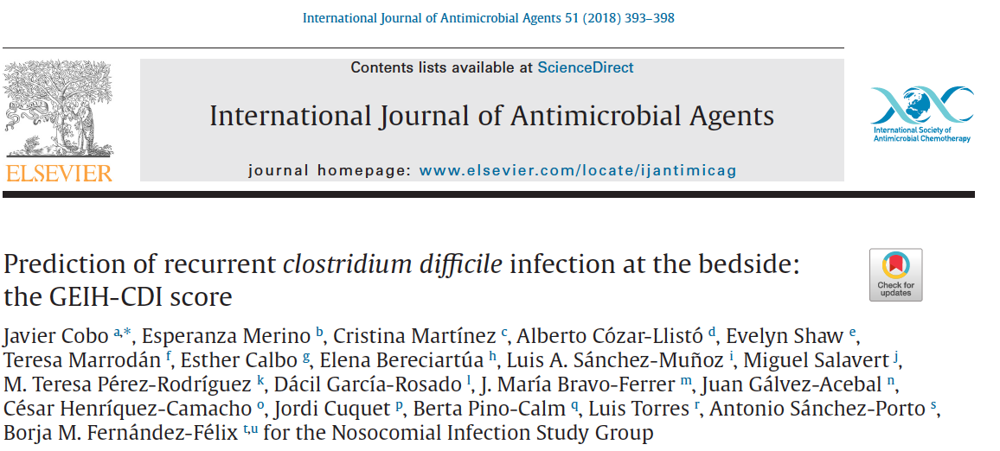 International Journal of Antimicrobial Agents 51 (2018) 393–398
Contents lists available at ScienceDirect
International Journal of Antimicrobial Agents
journal homepage: www.elsevier.com/locate/ijantimicag
ELSEVIER
International Society of
Antimicrobial Chemotherapy
Prediction of recurrent clostridium difficile infection at the bedside:
the GEIH-CDI score
Check for
updates
Javier Cobo a,*, Esperanza Merino b, Cristina Martínez c, Alberto Cózar-Llistó d, Evelyn Shaw e,
Teresa Marrodán f, Esther Calbo g, Elena Bereciartúa h, Luis A. Sánchez-Muñoz i, Miguel Salavert j,
M. Teresa Pérez-Rodríguez k, Dácil García-Rosado l, J. María Bravo-Ferrer m, Juan Gálvez-Acebal n,
César Henríquez-Camacho o, Jordi Cuquet p, Berta Pino-Calm q, Luis Torres r, Antonio Sánchez-Porto s,
Borja M. Fernández-Félix t,u for the Nosocomial Infection Study Group